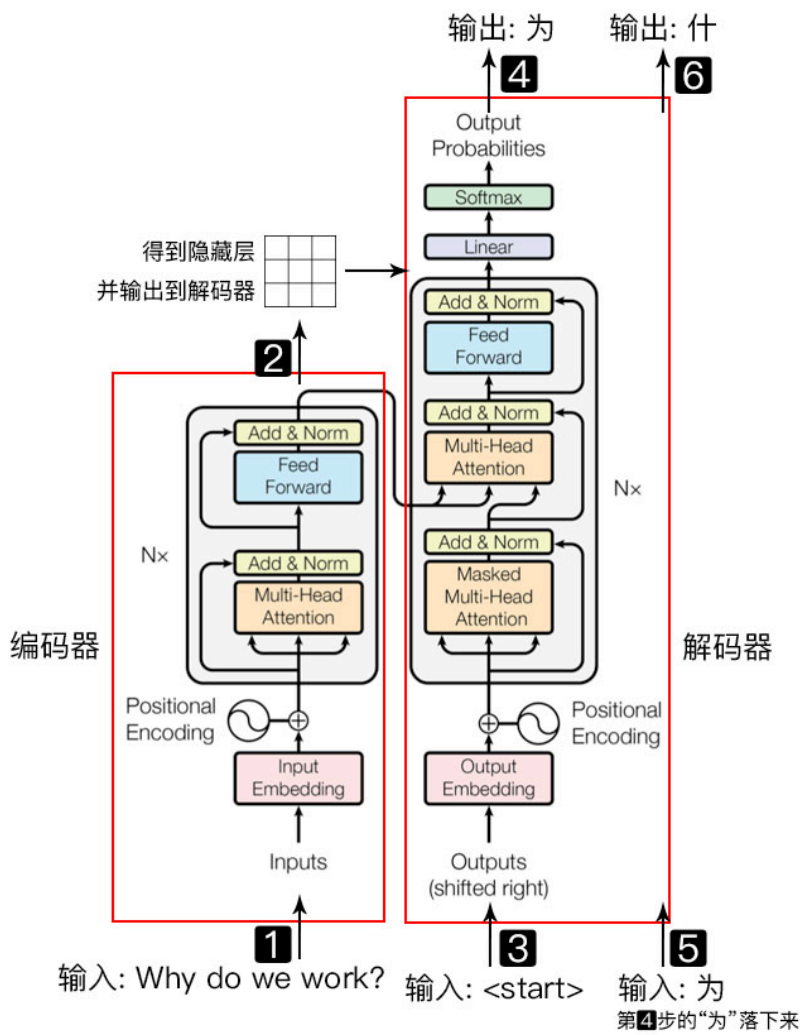 输出: 为
输出: 什
4
6
Output
Probabilities
Softmax
Linear
得到隐藏层
并输出到解码器
Add & Norm
Feed
Forward
2
Add & Norm
Multi-Head
Attention
Nx
Add & Norm
Masked
Multi-Head
Attention
Add & Norm
Feed
Forward
Nx
Add & Norm
Multi-Head
Attention
编码器
解码器
Positional
Encoding
Positional
Encoding
Input
Embedding
Output
Embedding
Inputs
Outputs
(shifted right)
1
3
5
输入: Why do we work?
输入: <start>
输入: 为
第4步的“为”落下来